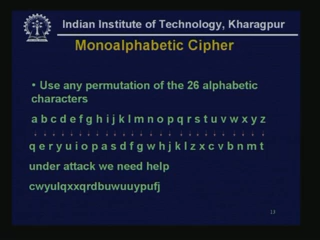 Indian Institute of Technology, Kharagpur
Monoalphabetic Cipher
• Use any permutation of the 26 alphabetic
characters
a b c d e f g h i j k l m n o p q r s t u v w x y z
q e r y u i o p a s d f g w h j k l z x c v b n m t
under attack we need help
cwyulqxxqrdbuwuuypufj